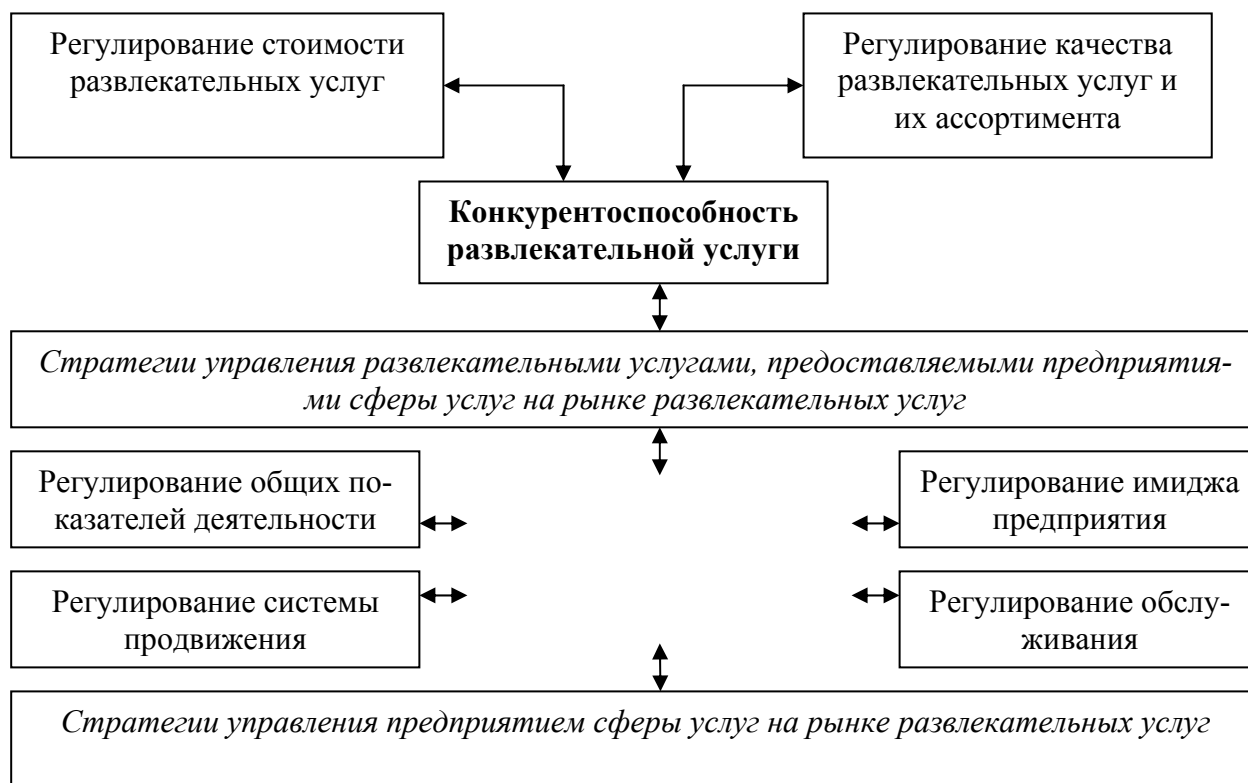 Регулирование стоимости
развлекательных услуг
Регулирование качества
развлекательных услуг и
их ассортимента
Конкурентоспособность
развлекательной услуги
Стратегии управления развлекательными услугами, предоставляемыми предприятия-
ми сферы услуг на рынке развлекательных услуг
Регулирование общих по-
казателей деятельности
Регулирование имиджа
предприятия
Регулирование системы
продвижения
Регулирование обслу-
живания
Стратегии управления предприятием сферы услуг на рынке развлекательных услуг